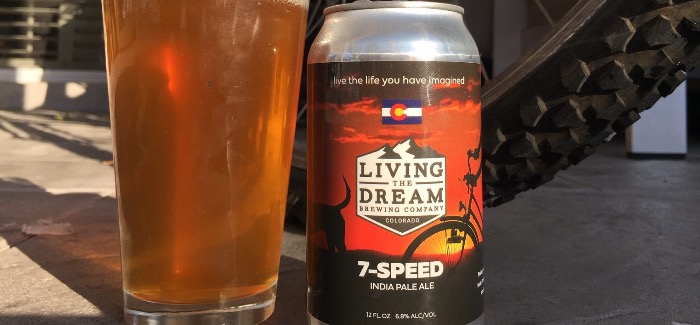 live the life you have imagined
LIVING
THE
DREAM
BREWING COMPANY
COLORADO
7-SPEED
INDIA PALE ALE
12 FL OZ 6.8% ALC/VOL